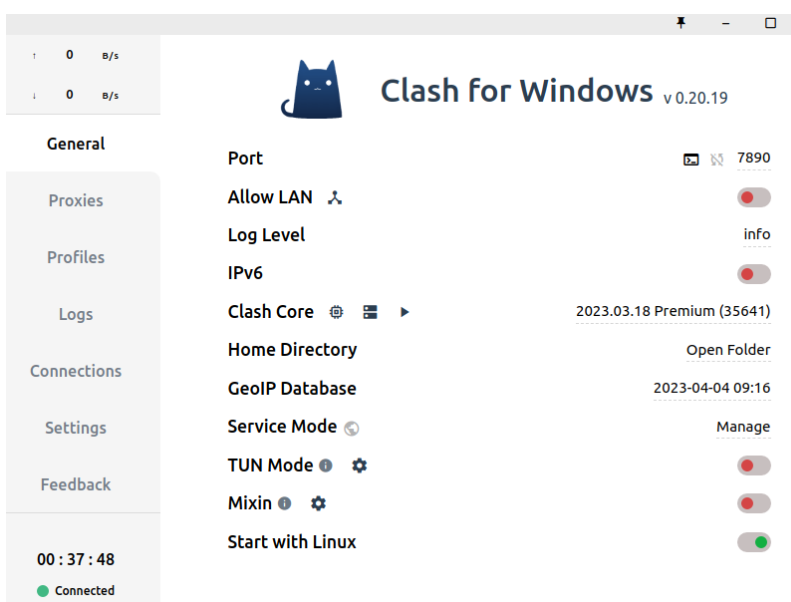 ↑ 0 B/s
↓ 0 B/s
General
Proxies
Profiles
Logs
Connections
Settings
Feedback
00 : 37 : 48
Connected
Clash for Windows v 0.20.19
Port 7890
Allow LAN
Log Level info
IPv6
Clash Core 2023.03.18 Premium (35641)
Home Directory Open Folder
GeoIP Database 2023-04-04 09:16
Service Mode Manage
TUN Mode
Mixin
Start with Linux